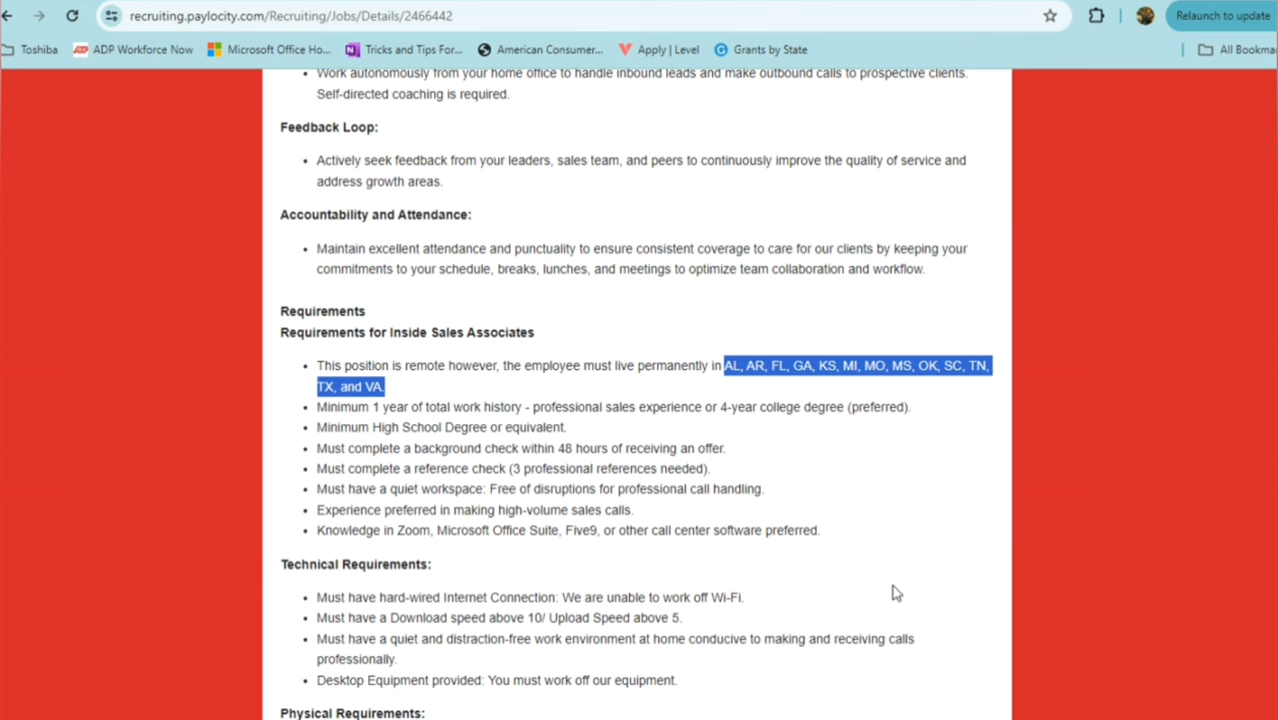 recruiting.paylocity.com/Recruiting/Jobs/Details/2466442
Relaunch to update
Toshiba
ADP Workforce Now
Microsoft Office Ho...
Tricks and Tips For...
American Consumer...
Apply | Level
Grants by State
All Bookma
• Work autonomously from your home office to handle inbound leads and make outbound calls to prospective clients.
Self-directed coaching is required.
Feedback Loop:
• Actively seek feedback from your leaders, sales team, and peers to continuously improve the quality of service and
address growth areas.
Accountability and Attendance:
• Maintain excellent attendance and punctuality to ensure consistent coverage to care for our clients by keeping your
commitments to your schedule, breaks, lunches, and meetings to optimize team collaboration and workflow.
Requirements
Requirements for Inside Sales Associates
• This position is remote however, the employee must live permanently in AL, AR, FL, GA, KS, MI, MO, MS, OK, SC, TN,
TX, and VA.
• Minimum 1 year of total work history - professional sales experience or 4-year college degree (preferred).
• Minimum High School Degree or equivalent.
• Must complete a background check within 48 hours of receiving an offer.
• Must complete a reference check (3 professional references needed).
• Must have a quiet workspace: Free of disruptions for professional call handling.
• Experience preferred in making high-volume sales calls.
• Knowledge in Zoom, Microsoft Office Suite, Five9, or other call center software preferred.
Technical Requirements:
• Must have hard-wired Internet Connection: We are unable to work off Wi-Fi.
• Must have a Download speed above 10/ Upload Speed above 5.
• Must have a quiet and distraction-free work environment at home conducive to making and receiving calls
professionally.
• Desktop Equipment provided: You must work off our equipment.
Physical Requirements: